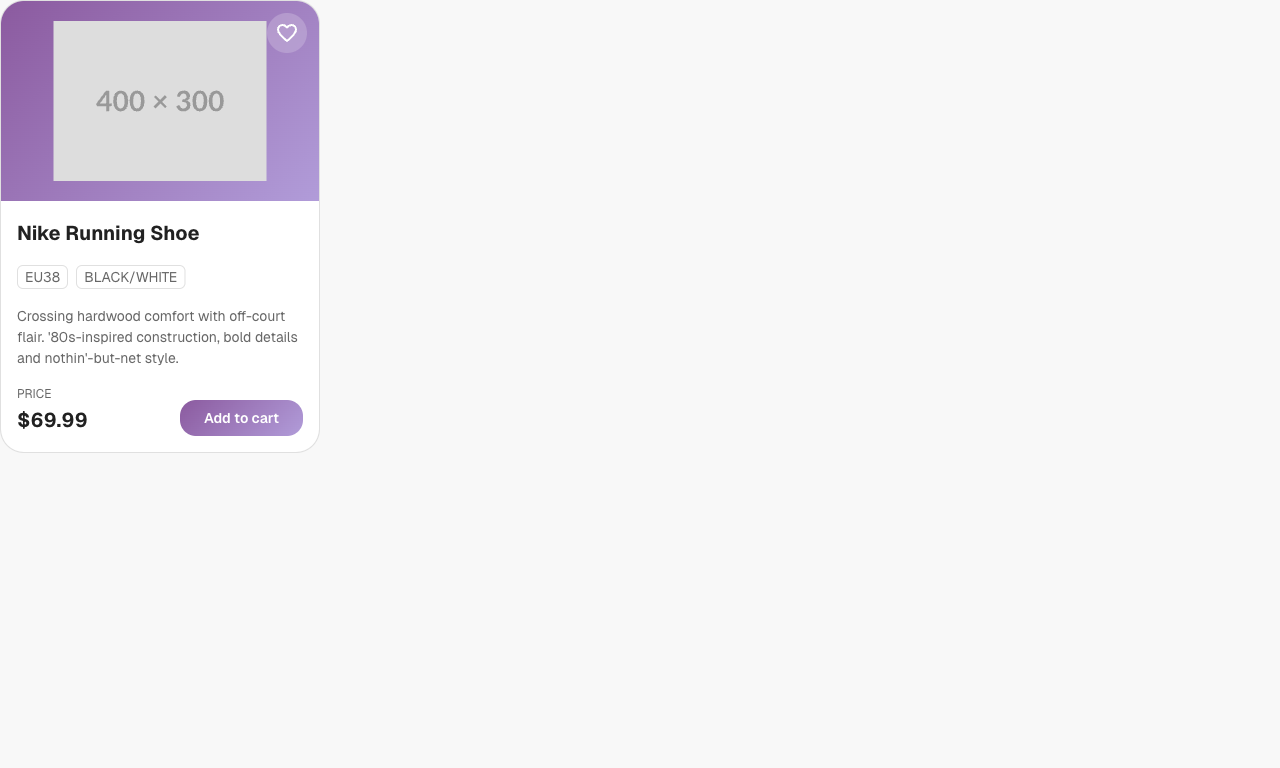 400 × 300
Nike Running Shoe
EU38 BLACK/WHITE
Crossing hardwood comfort with off-court
flair. '80s-inspired construction, bold details
and nothin'-but-net style.
PRICE
$69.99
Add to cart